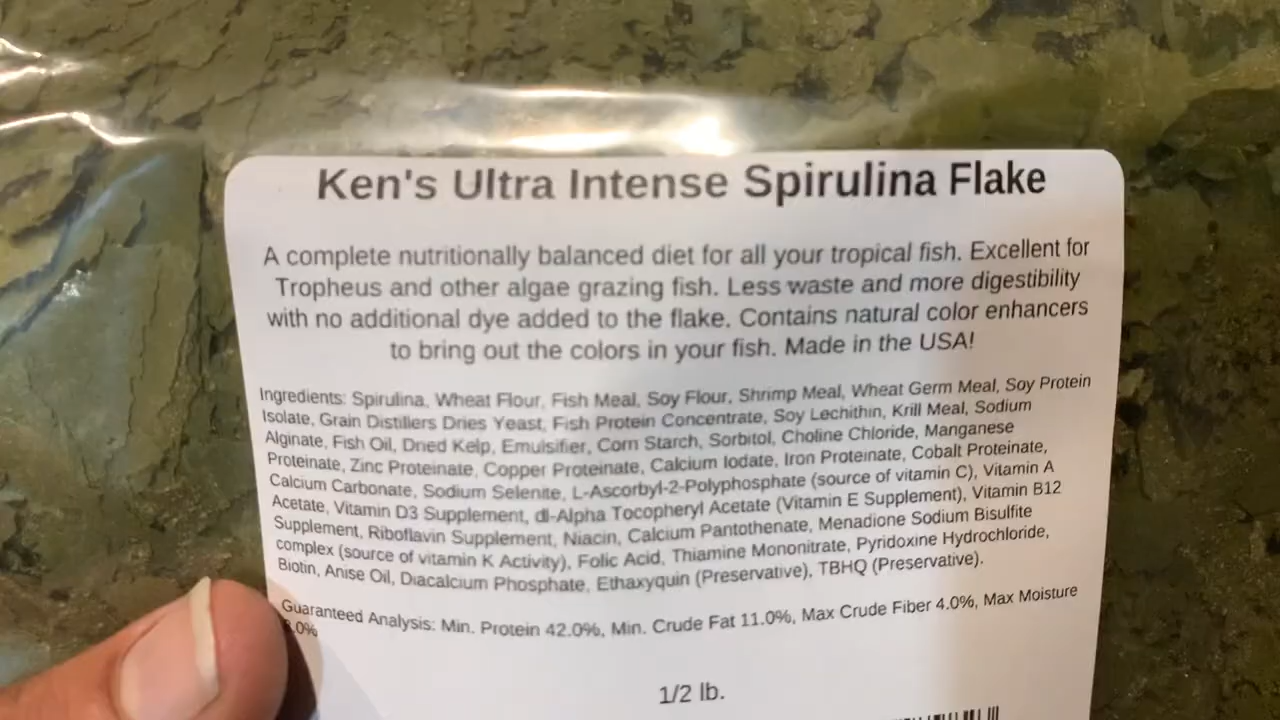 Ken's Ultra Intense Spirulina Flake
A complete nutritionally balanced diet for all your tropical fish. Excellent for
Tropheus and other algae grazing fish. Less waste and more digestibility
with no additional dye added to the flake. Contains natural color enhancers
to bring out the colors in your fish. Made in the USA!
Ingredients: Spirulina, Wheat Flour, Fish Meal, Soy Flour, Shrimp Meal, Wheat Germ Meal, Soy Protein
Isolate, Grain Distillers Dries Yeast, Fish Protein Concentrate, Soy Lechithin, Krill Meal, Sodium
Alginate, Fish Oil, Dried Kelp, Emulsifier, Corn Starch, Sorbitol, Choline Chloride, Manganese
Proteinate, Zinc Proteinate, Copper Proteinate, Calcium Iodate, Iron Proteinate, Cobalt Proteinate,
Calcium Carbonate, Sodium Selenite, L-Ascorbyl-2-Polyphosphate (source of vitamin C), Vitamin A
Acetate, Vitamin D3 Supplement, dl-Alpha Tocopheryl Acetate (Vitamin E Supplement), Vitamin B12
Supplement, Riboflavin Supplement, Niacin, Calcium Pantothenate, Menadione Sodium Bisulfite
complex (source of vitamin K Activity), Folic Acid, Thiamine Mononitrate, Pyridoxine Hydrochloride,
Biotin, Anise Oil, Diacalcium Phosphate, Ethaxyquin (Preservative), TBHQ (Preservative).
Guaranteed Analysis: Min. Protein 42.0%, Min. Crude Fat 11.0%, Max Crude Fiber 4.0%, Max Moisture
1/2 lb.